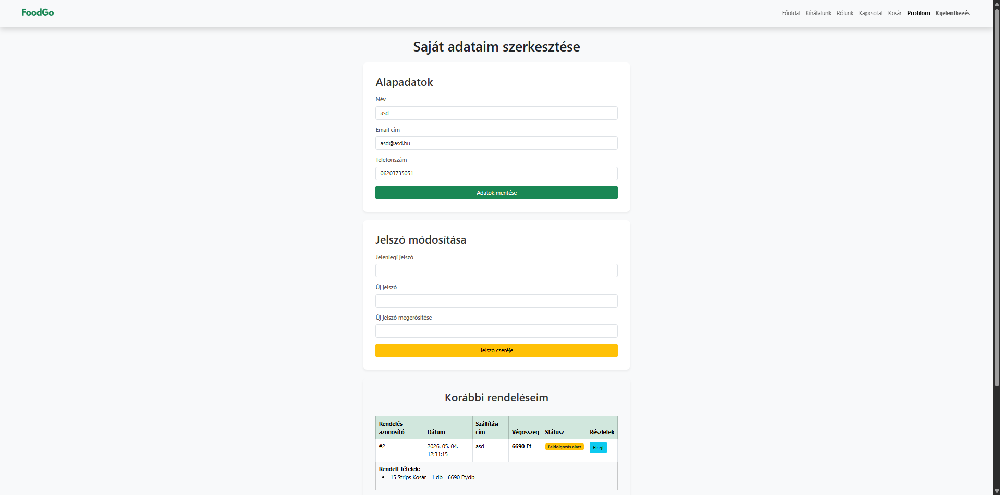 FoodGo
Főoldal Kínálatunk Rólunk Kapcsolat Kosár Profilom Kijelentkezés
Saját adataim szerkesztése
Alapadatok
Név
asd
Email cím
asd@asd.hu
Telefonszám
06203735051
Adatok mentése
Jelszó módosítása
Jelenlegi jelszó
Új jelszó
Új jelszó megerősítése
Jelszó cseréje
Korábbi rendeléseim
Rendelés azonosító Dátum Szállítási cím Végösszeg Státusz Részletek
#2 2026. 05. 04. 12:31:15 asd 6690 Ft Feldolgozás alatt Elrejt
Rendelt tételek:
• 15 Strips Kosár - 1 db - 6690 Ft/db